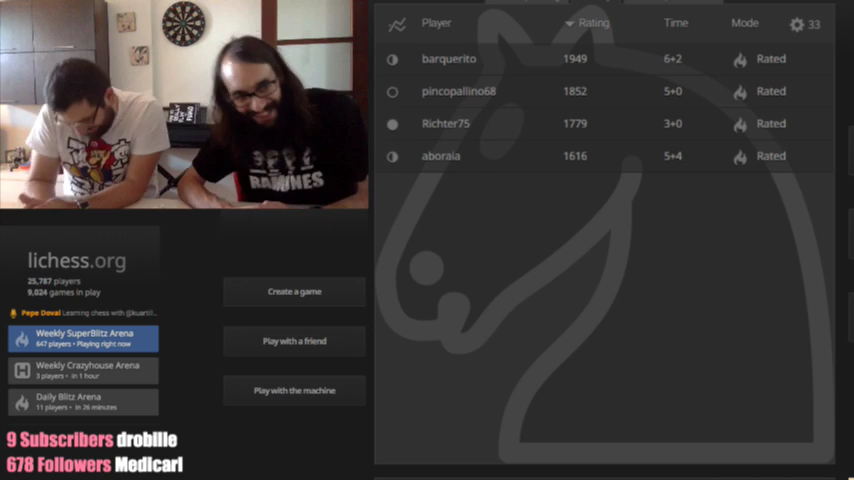 Player Rating Time Mode 33
barquerito 1949 6+2 Rated
pincopallino68 1852 5+0 Rated
Richter75 1779 3+0 Rated
aboraia 1616 5+4 Rated
RAMONES
lichess.org
25,787 players
9,024 games in play
Pepe Doval Learning chess with @kuartil...
Weekly SuperBlitz Arena
647 players • Playing right now
Weekly Crazyhouse Arena
3 players • in 1 hour
Daily Blitz Arena
11 players • in 26 minutes
Create a game
Play with a friend
Play with the machine
9 Subscribers drobille
678 Followers Medicarl